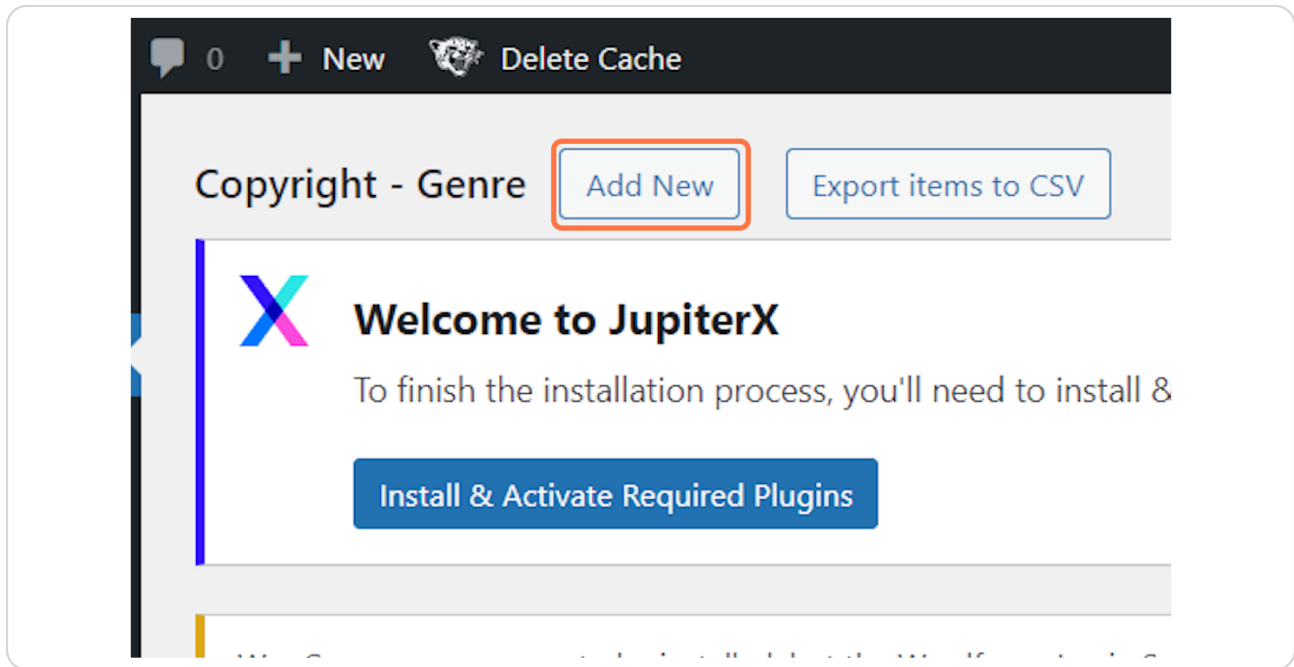 0 New Delete Cache
Copyright - Genre Add New Export items to CSV
Welcome to JupiterX
To finish the installation process, you'll need to install &
Install & Activate Required Plugins